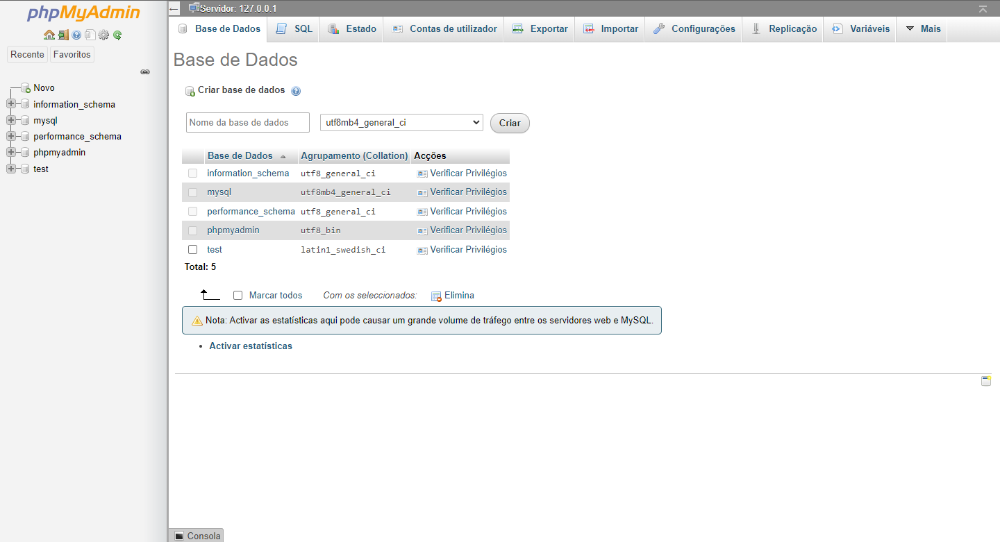 phpMyAdmin
Recente Favoritos
Novo
information_schema
mysql
performance_schema
phpmyadmin
test
Servidor: 127.0.0.1
Base de Dados SQL Estado Contas de utilizador Exportar Importar Configurações Replicação Variáveis Mais
Base de Dados
Criar base de dados
Nome da base de dados utf8mb4_general_ci Criar
Base de Dados Agrupamento (Collation) Acções
information_schema utf8_general_ci Verificar Privilégios
mysql utf8mb4_general_ci Verificar Privilégios
performance_schema utf8_general_ci Verificar Privilégios
phpmyadmin utf8_bin Verificar Privilégios
test latin1_swedish_ci Verificar Privilégios
Total: 5
Marcar todos Com os seleccionados: Elimina
Nota: Activar as estatísticas aqui pode causar um grande volume de tráfego entre os servidores web e MySQL.
• Activar estatísticas
Consola